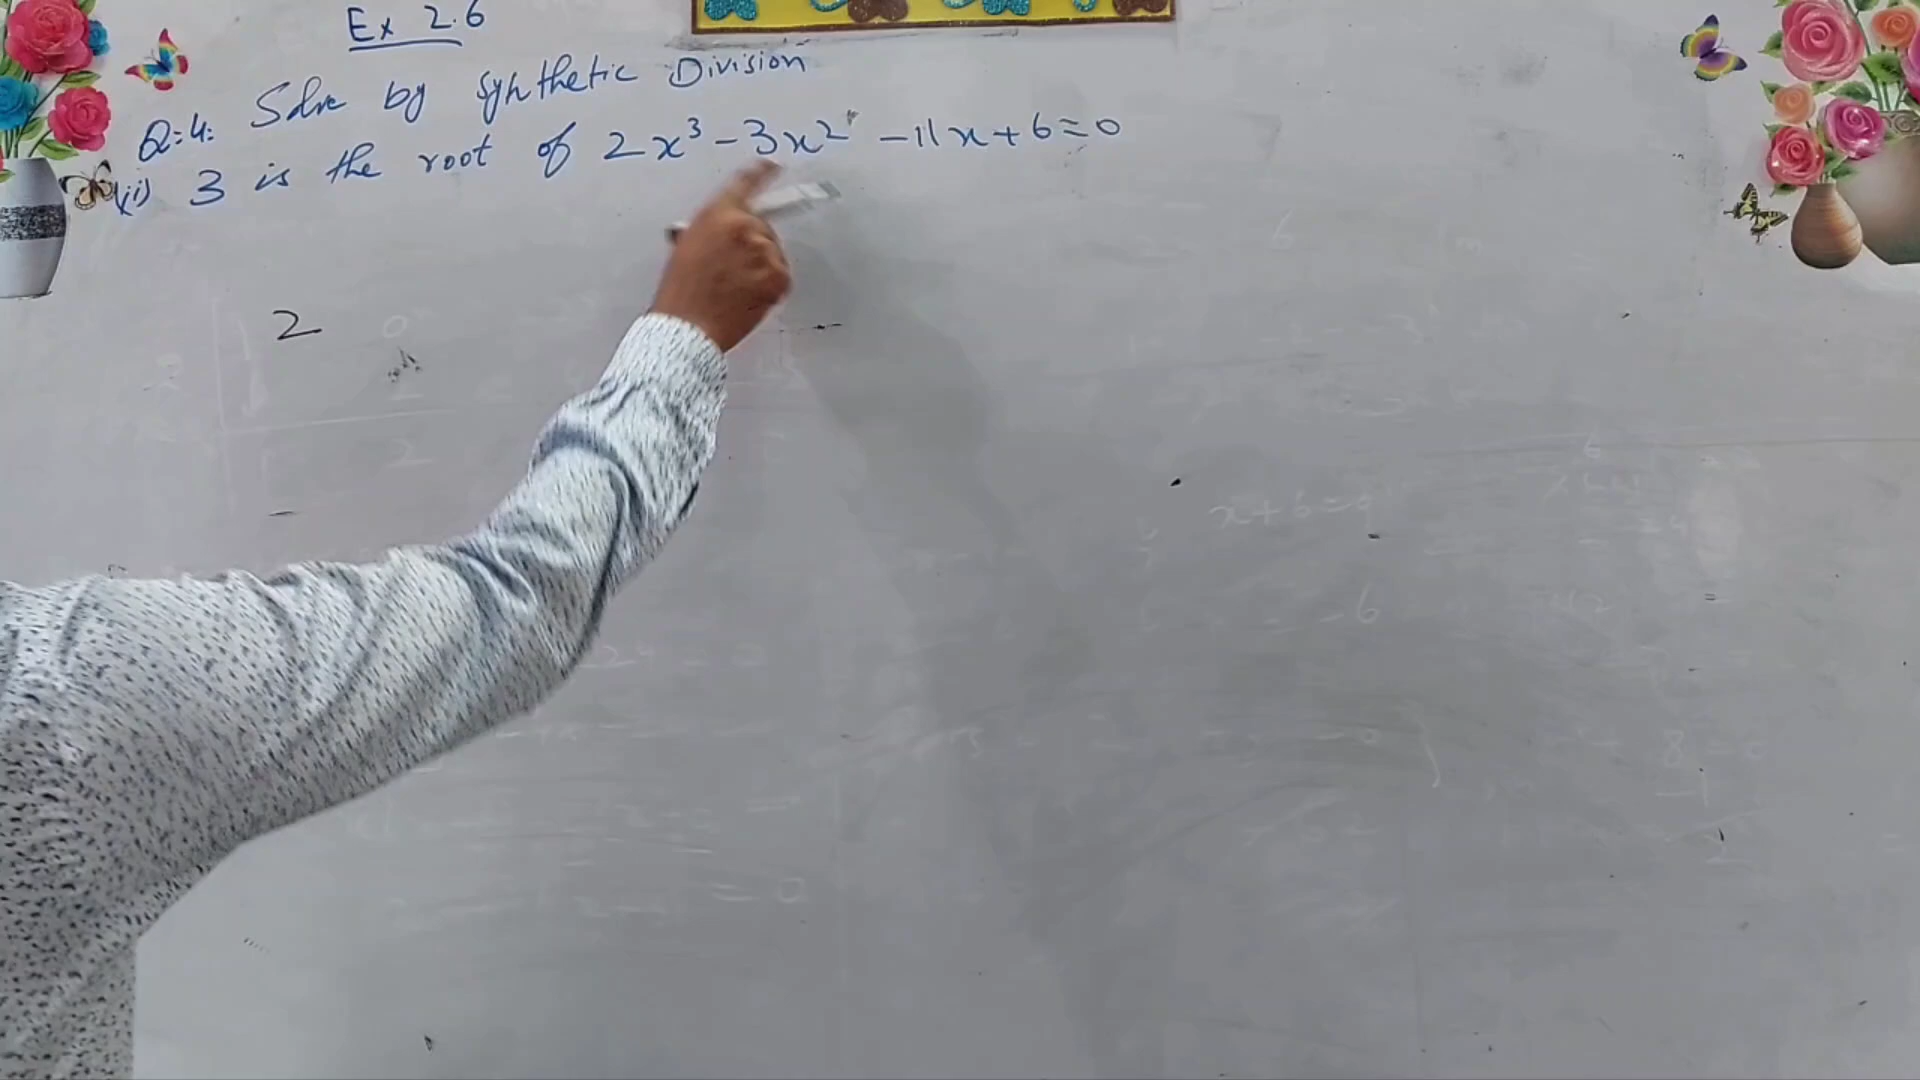 Ex 2.6
Q:4: Solve by Synthetic Division
(ii) 3 is the root of 2x³ - 3x² - 11x + 6 = 0
2